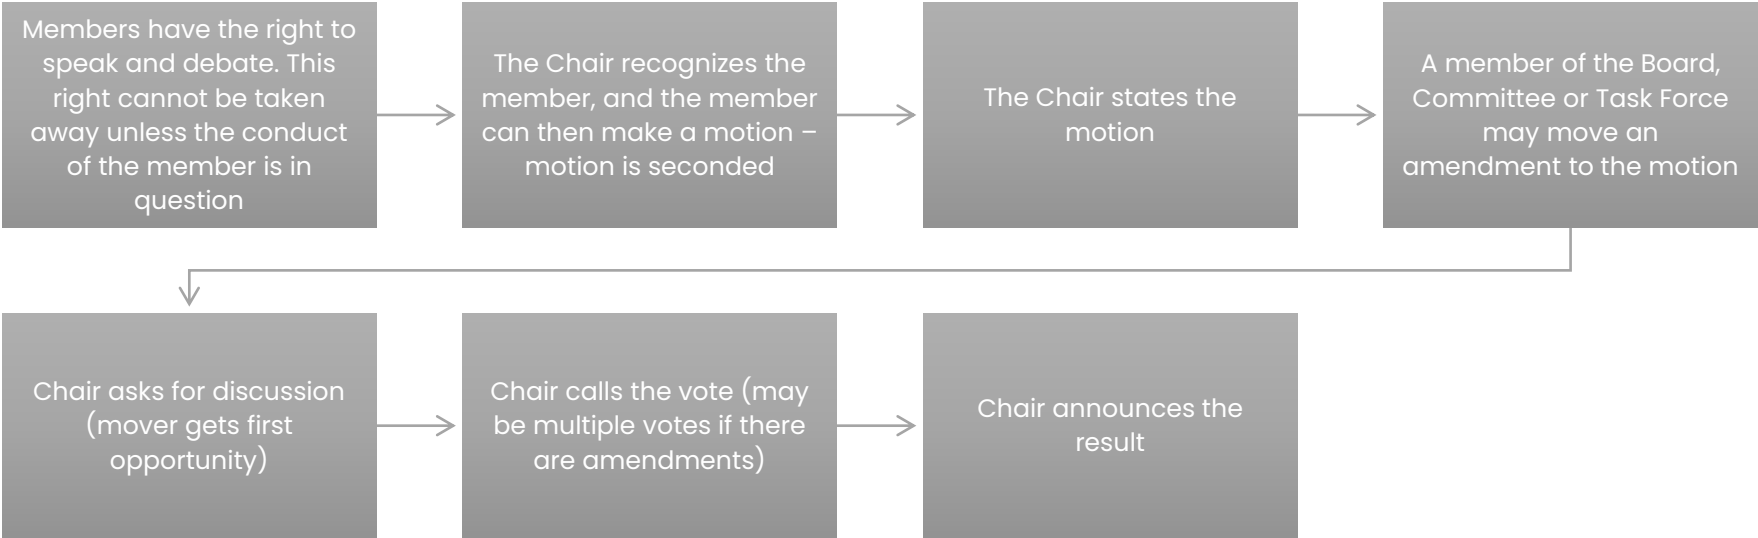 Members have the right to
speak and debate. This
right cannot be taken
away unless the conduct
of the member is in
question
The Chair recognizes the
member, and the member
can then make a motion –
motion is seconded
The Chair states the
motion
A member of the Board,
Committee or Task Force
may move an
amendment to the motion
Chair asks for discussion
(mover gets first
opportunity)
Chair calls the vote (may
be multiple votes if there
are amendments)
Chair announces the
result